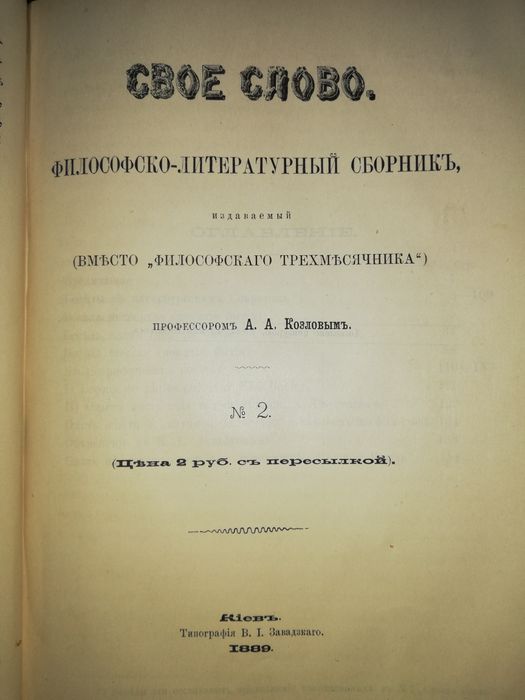 СВОЕ СЛОВО.
ФИЛОСОФСКО-ЛИТЕРАТУРНЫЙ СБОРНИКЪ,
издаваемый
(ВМѢСТО „ФИЛОСОФСКАГО ТРЕХМѢСЯЧНИКА“)
ПРОФЕССОРОМЪ А. А. Козловымъ.
№ 2.
(Цѣна 2 руб. съ пересылкой).
Кіевъ.
Типографія В. І. Завадзкаго.
1889.